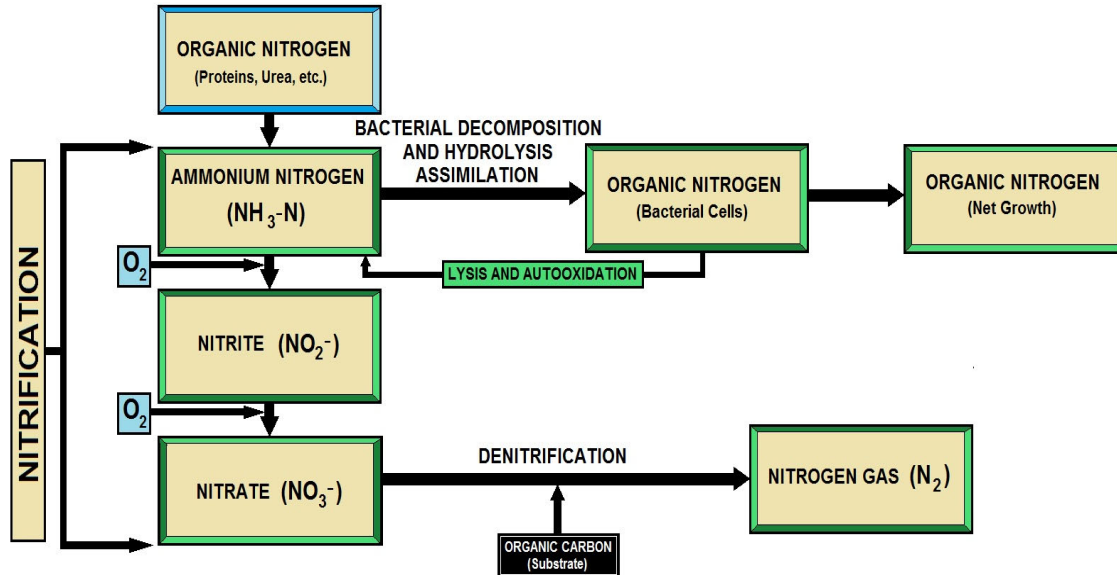 ORGANIC NITROGEN
(Proteins, Urea, etc.)
BACTERIAL DECOMPOSITION
AND HYDROLYSIS
ASSIMILATION
AMMONIUM NITROGEN
(NH₃-N)
ORGANIC NITROGEN
(Bacterial Cells)
ORGANIC NITROGEN
(Net Growth)
O₂
LYSIS AND AUTOOXIDATION
NITRIFICATION
NITRITE (NO₂⁻)
O₂
NITRATE (NO₃⁻)
DENITRIFICATION
NITROGEN GAS (N₂)
ORGANIC CARBON
(Substrate)